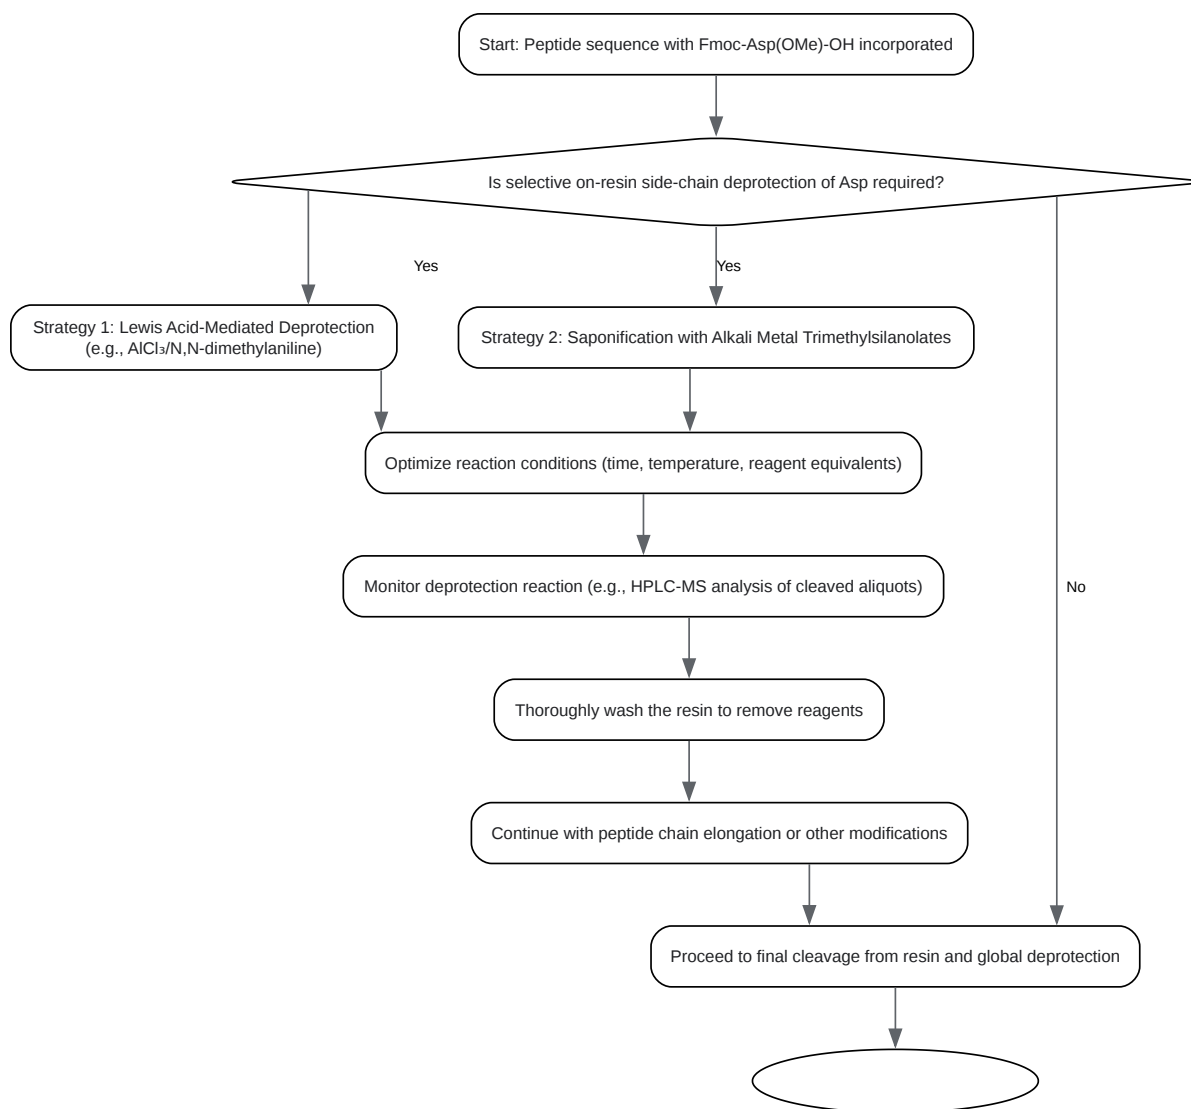 Start: Peptide sequence with Fmoc-Asp(OMe)-OH incorporated
Is selective on-resin side-chain deprotection of Asp required?
Yes
Yes
Strategy 1: Lewis Acid-Mediated Deprotection
(e.g., AlCl₃/N,N-dimethylaniline)
Strategy 2: Saponification with Alkali Metal Trimethylsilanolates
Optimize reaction conditions (time, temperature, reagent equivalents)
Monitor deprotection reaction (e.g., HPLC-MS analysis of cleaved aliquots)
No
Thoroughly wash the resin to remove reagents
Continue with peptide chain elongation or other modifications
Proceed to final cleavage from resin and global deprotection